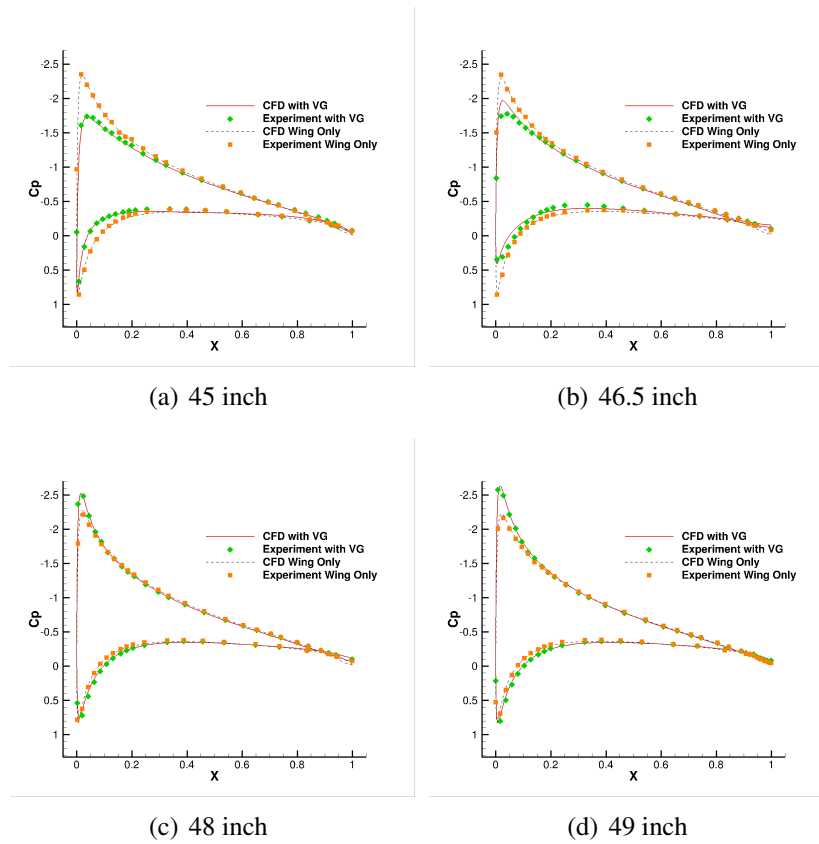 -2.5
-2
-1.5
-1
-0.5
0
0.5
1
Cp
0 0.2 0.4 0.6 0.8 1
X
CFD with VG
Experiment with VG
CFD Wing Only
Experiment Wing Only
(a) 45 inch
-2.5
-2
-1.5
-1
-0.5
0
0.5
1
Cp
0 0.2 0.4 0.6 0.8 1
X
CFD with VG
Experiment with VG
CFD Wing Only
Experiment Wing Only
(b) 46.5 inch
-2.5
-2
-1.5
-1
-0.5
0
0.5
1
Cp
0 0.2 0.4 0.6 0.8 1
X
CFD with VG
Experiment with VG
CFD Wing Only
Experiment Wing Only
(c) 48 inch
-2.5
-2
-1.5
-1
-0.5
0
0.5
1
Cp
0 0.2 0.4 0.6 0.8 1
X
CFD with VG
Experiment with VG
CFD Wing Only
Experiment Wing Only
(d) 49 inch